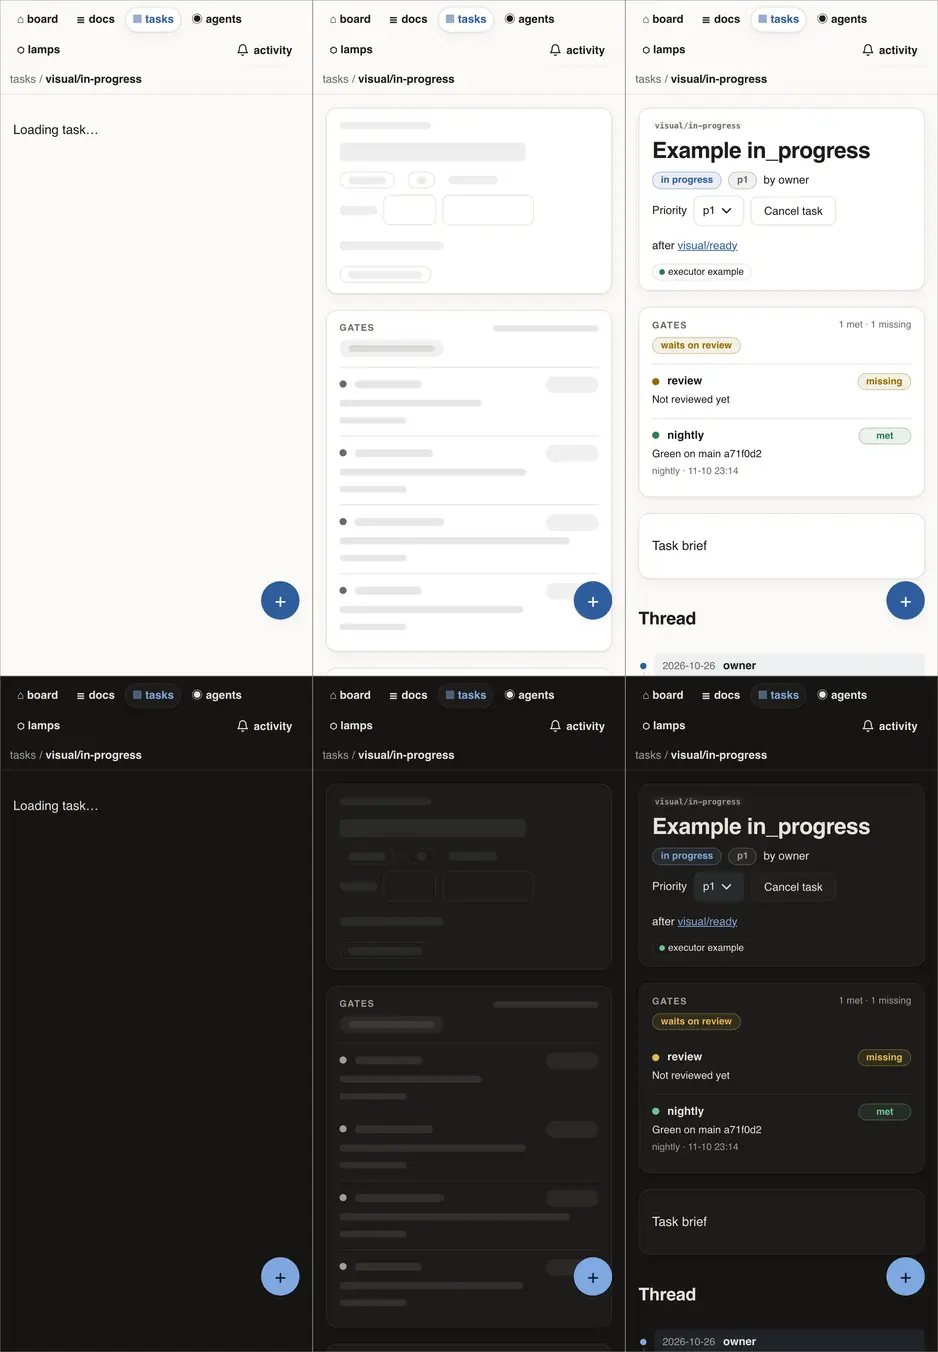 board docs tasks agents
lamps activity
tasks / visual/in-progress
Loading task...
+
board docs tasks agents
lamps activity
tasks / visual/in-progress
GATES
+
board docs tasks agents
lamps activity
tasks / visual/in-progress
visual/in-progress
Example in_progress
in progress p1 by owner
Priority p1 Cancel task
after visual/ready
executor example
GATES 1 met · 1 missing
waits on review
review missing
Not reviewed yet
nightly met
Green on main a71f0d2
nightly · 11-10 23:14
Task brief
+
Thread
2026-10-26 owner
board docs tasks agents
lamps activity
tasks / visual/in-progress
Loading task...
+
board docs tasks agents
lamps activity
tasks / visual/in-progress
GATES
+
board docs tasks agents
lamps activity
tasks / visual/in-progress
visual/in-progress
Example in_progress
in progress p1 by owner
Priority p1 Cancel task
after visual/ready
executor example
GATES 1 met · 1 missing
waits on review
review missing
Not reviewed yet
nightly met
Green on main a71f0d2
nightly · 11-10 23:14
Task brief
+
Thread
2026-10-26 owner